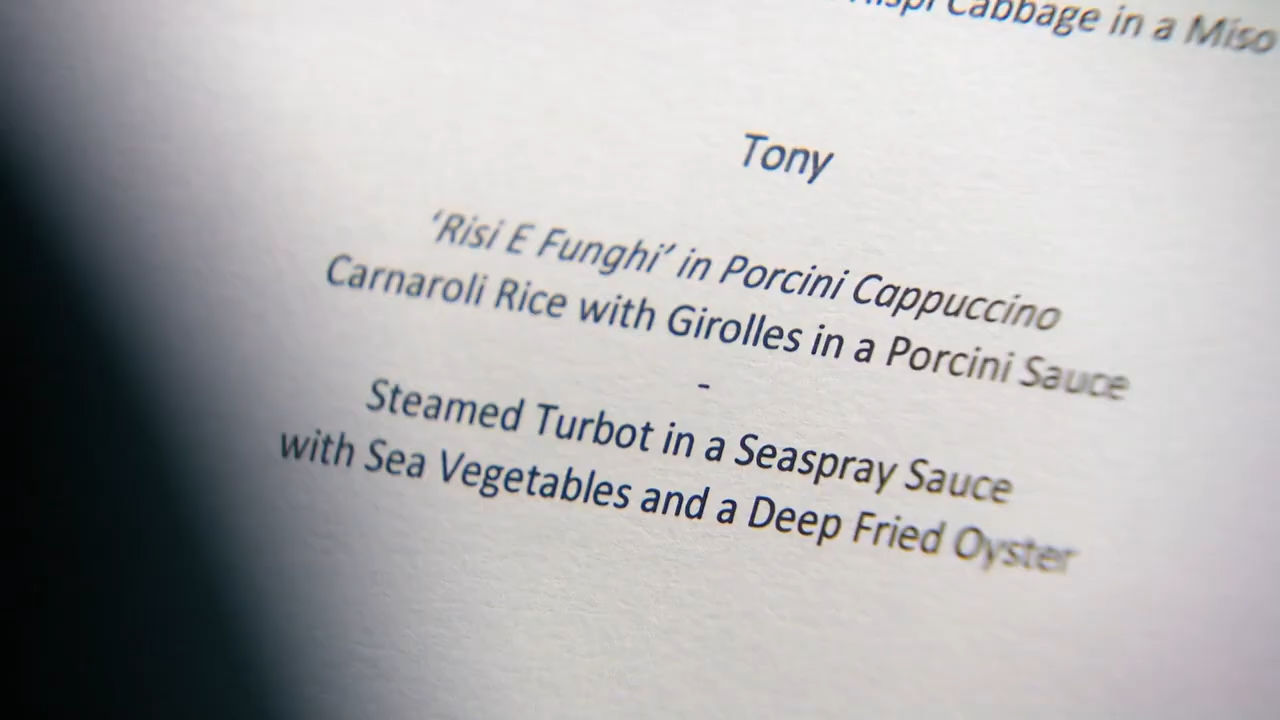 Cabbage in a Miso
Tony
‘Risi E Funghi’ in Porcini Cappuccino
Carnaroli Rice with Girolles in a Porcini Sauce
-
Steamed Turbot in a Seaspray Sauce
with Sea Vegetables and a Deep Fried Oyster